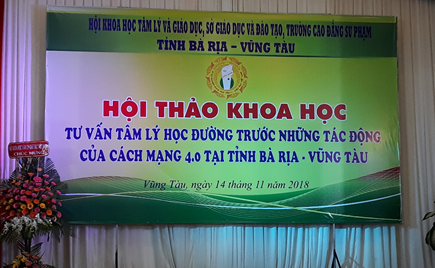 HỘI KHOA HỌC TÂM LÝ VÀ GIÁO DỤC, SỞ GIÁO DỤC VÀ ĐÀO TẠO, TRƯỜNG CAO ĐẲNG SƯ PHẠM
TỈNH BÀ RỊA – VŨNG TÀU
HỘI THẢO KHOA HỌC
TƯ VẤN TÂM LÝ HỌC ĐƯỜNG TRƯỚC NHỮNG TÁC ĐỘNG
CỦA CÁCH MẠNG 4.0 TẠI TỈNH BÀ RỊA - VŨNG TÀU
Vũng Tàu, ngày 14 tháng 11 năm 2018
CHÚC MỪNG